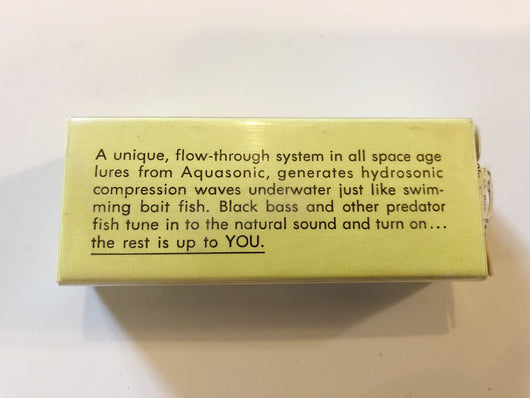 A unique, flow-through system in all space age
lures from Aquasonic, generates hydrosonic
compression waves underwater just like swim-
ming bait fish. Black bass and other predator
fish tune in to the natural sound and turn on...
the rest is up to YOU.